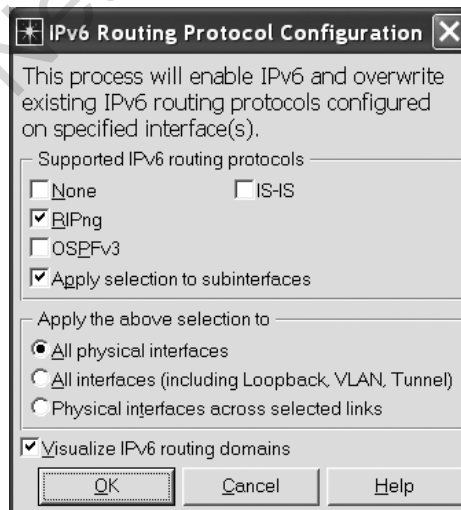 IPv6 Routing Protocol Configuration
This process will enable IPv6 and overwrite
existing IPv6 routing protocols configured
on specified interface(s).
Supported IPv6 routing protocols
None IS-IS
RIPng
OSPFv3
Apply selection to subinterfaces
Apply the above selection to
All physical interfaces
All interfaces (including Loopback, VLAN, Tunnel)
Physical interfaces across selected links
Visualize IPv6 routing domains
OK Cancel Help